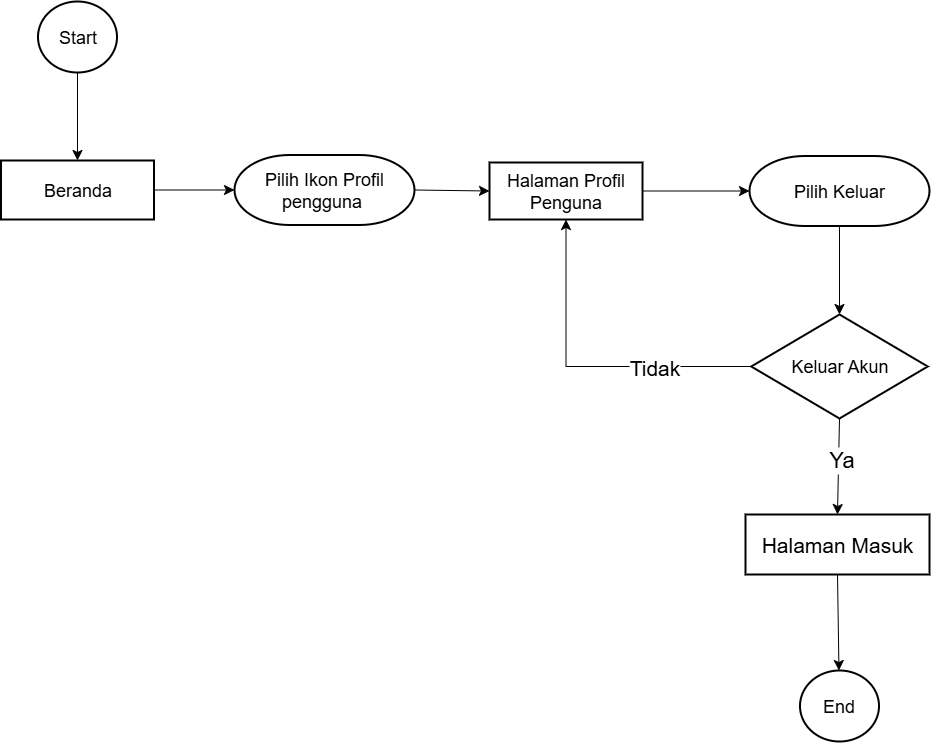 Start
Beranda
Pilih Ikon Profil
pengguna
Halaman Profil
Penguna
Pilih Keluar
Tidak
Keluar Akun
Ya
Halaman Masuk
End